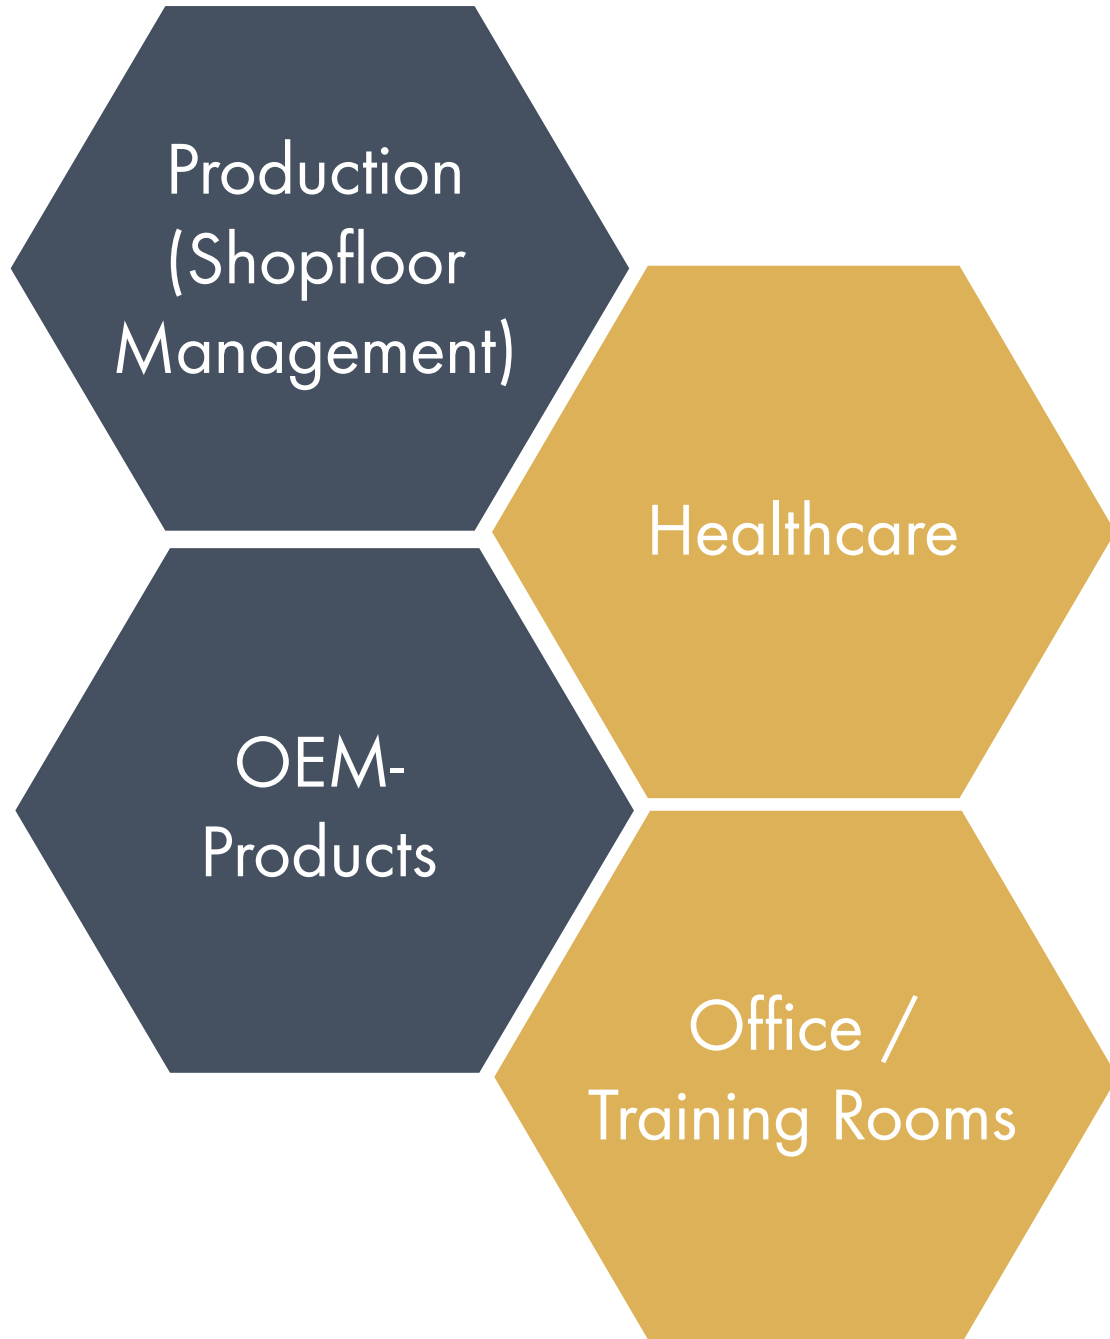 Production
(Shopfloor
Management)
Healthcare
OEM-
Products
Office /
Training Rooms